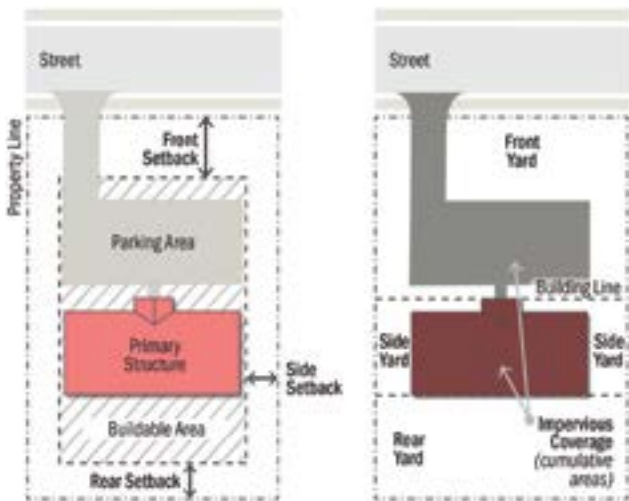 Street
Property Line
Front
Setback
Parking Area
Primary
Structure
Side
Setback
Buildable Area
Rear Setback
Street
Front
Yard
Building Line
Side
Yard
Side
Yard
Rear
Yard
Impervious
Coverage
(cumulative
areas)